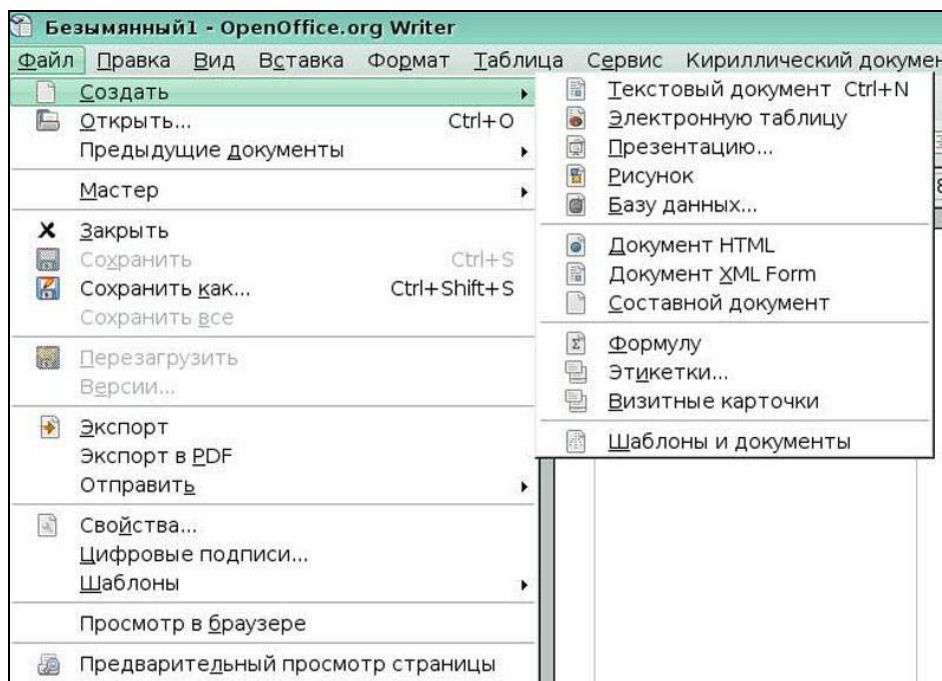 Безымянный1 - OpenOffice.org Writer
Файл Правка Вид Вставка Формат Таблица Сервис Кириллический докумен
Создать
Открыть... Ctrl+O
Предыдущие документы
Мастер
Закрыть
Сохранить Ctrl+S
Сохранить как... Ctrl+Shift+S
Сохранить все
Перезагрузить
Версии...
Экспорт
Экспорт в PDF
Отправить
Свойства...
Цифровые подписи...
Шаблоны
Просмотр в браузере
Предварительный просмотр страницы
Текстовый документ Ctrl+N
Электронную таблицу
Презентацию...
Рисунок
Базу данных...
Документ HTML
Документ XML Form
Составной документ
Формулу
Этикетки...
Визитные карточки
Шаблоны и документы